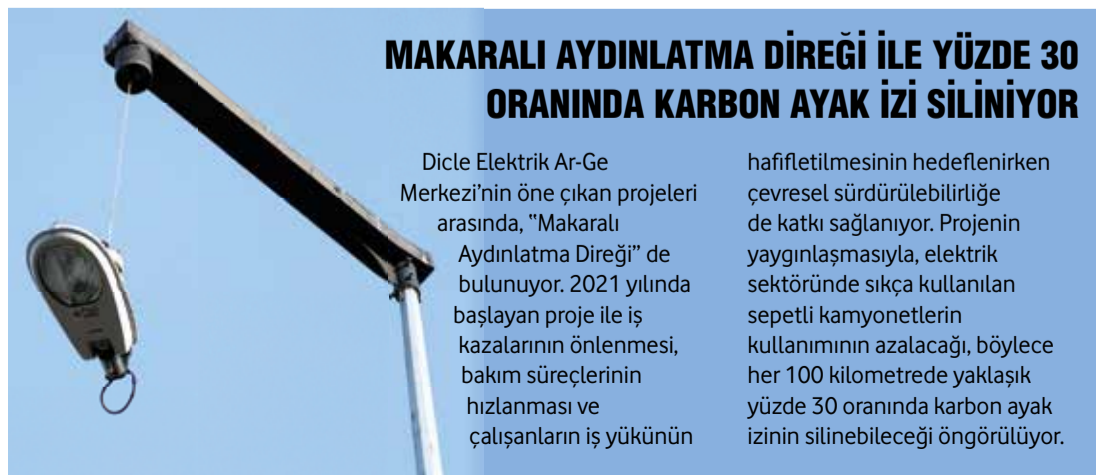 MAKARALI AYDINLATMA DİREĞİ İLE YÜZDE 30
ORANINDA KARBON AYAK İZİ SİLİNİYOR
Dicle Elektrik Ar-Ge
Merkezi’nin öne çıkan projeleri
arasında, “Makaralı
Aydınlatma Direği” de
bulunuyor. 2021 yılında
başlayan proje ile iş
kazalarının önlenmesi,
bakım süreçlerinin
hızlanması ve
çalışanların iş yükünün
hafifletilmesinin hedeflenirken
çevresel sürdürülebilirliğe
de katkı sağlanıyor. Projenin
yaygınlaşmasıyla, elektrik
sektöründe sıkça kullanılan
sepetli kamyonetlerin
kullanımının azalacağı, böylece
her 100 kilometrede yaklaşık
yüzde 30 oranında karbon ayak
izinin silinebileceği öngörülüyor.